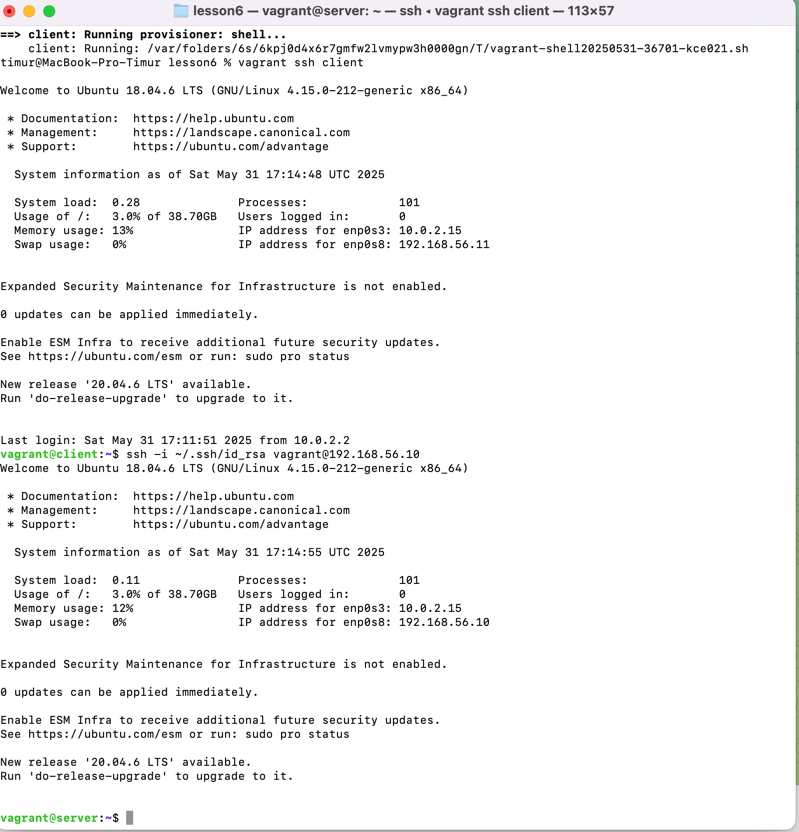 lesson6 — vagrant@server: ~ — ssh ◂ vagrant ssh client — 113×57
==> client: Running provisioner: shell...
    client: Running: /var/folders/6s/6kpj0d4x6r7gmfw2lvmypw3h0000gn/T/vagrant-shell20250531-36701-kce021.sh
timur@MacBook-Pro-Timur lesson6 % vagrant ssh client
Welcome to Ubuntu 18.04.6 LTS (GNU/Linux 4.15.0-212-generic x86_64)
 * Documentation:  https://help.ubuntu.com
 * Management:     https://landscape.canonical.com
 * Support:        https://ubuntu.com/advantage
  System information as of Sat May 31 17:14:48 UTC 2025
  System load:  0.28              Processes:             101
  Usage of /:   3.0% of 38.70GB   Users logged in:       0
  Memory usage: 13%               IP address for enp0s3: 10.0.2.15
  Swap usage:   0%                IP address for enp0s8: 192.168.56.11
Expanded Security Maintenance for Infrastructure is not enabled.
0 updates can be applied immediately.
Enable ESM Infra to receive additional future security updates.
See https://ubuntu.com/esm or run: sudo pro status
New release '20.04.6 LTS' available.
Run 'do-release-upgrade' to upgrade to it.
Last login: Sat May 31 17:11:51 2025 from 10.0.2.2
vagrant@client:~$ ssh -i ~/.ssh/id_rsa vagrant@192.168.56.10
Welcome to Ubuntu 18.04.6 LTS (GNU/Linux 4.15.0-212-generic x86_64)
 * Documentation:  https://help.ubuntu.com
 * Management:     https://landscape.canonical.com
 * Support:        https://ubuntu.com/advantage
  System information as of Sat May 31 17:14:55 UTC 2025
  System load:  0.11              Processes:             101
  Usage of /:   3.0% of 38.70GB   Users logged in:       0
  Memory usage: 12%               IP address for enp0s3: 10.0.2.15
  Swap usage:   0%                IP address for enp0s8: 192.168.56.10
Expanded Security Maintenance for Infrastructure is not enabled.
0 updates can be applied immediately.
Enable ESM Infra to receive additional future security updates.
See https://ubuntu.com/esm or run: sudo pro status
New release '20.04.6 LTS' available.
Run 'do-release-upgrade' to upgrade to it.
vagrant@server:~$